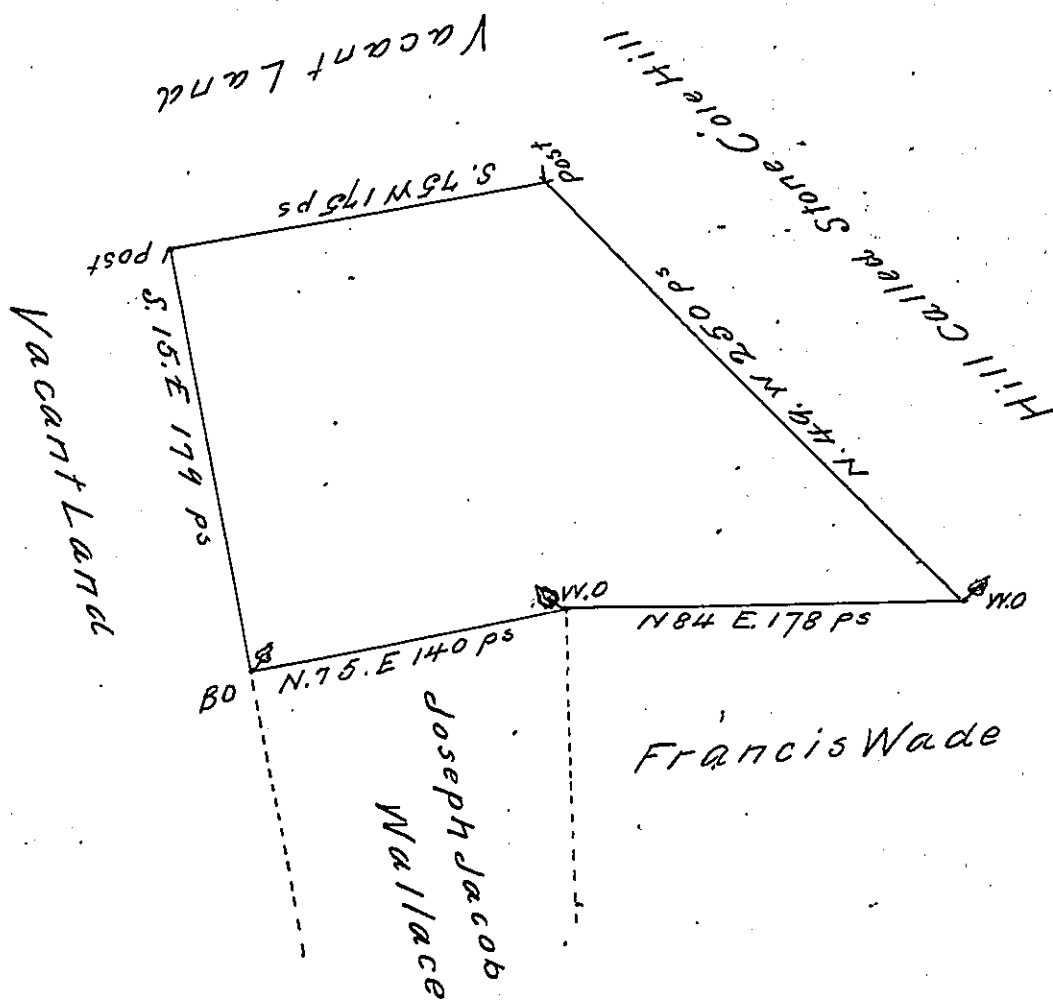 Vacant Land
Hill Called Stone Cole Hill
Post
S. 75 W 175 ps
Post
S. 15. E 179 ps
N. 49. W 250 ps
Vacant Land
W.O
W.O
N 84 E. 178 ps
N. 75. E 140 ps
BO
Francis Wade
Joseph Jacob
Wallace